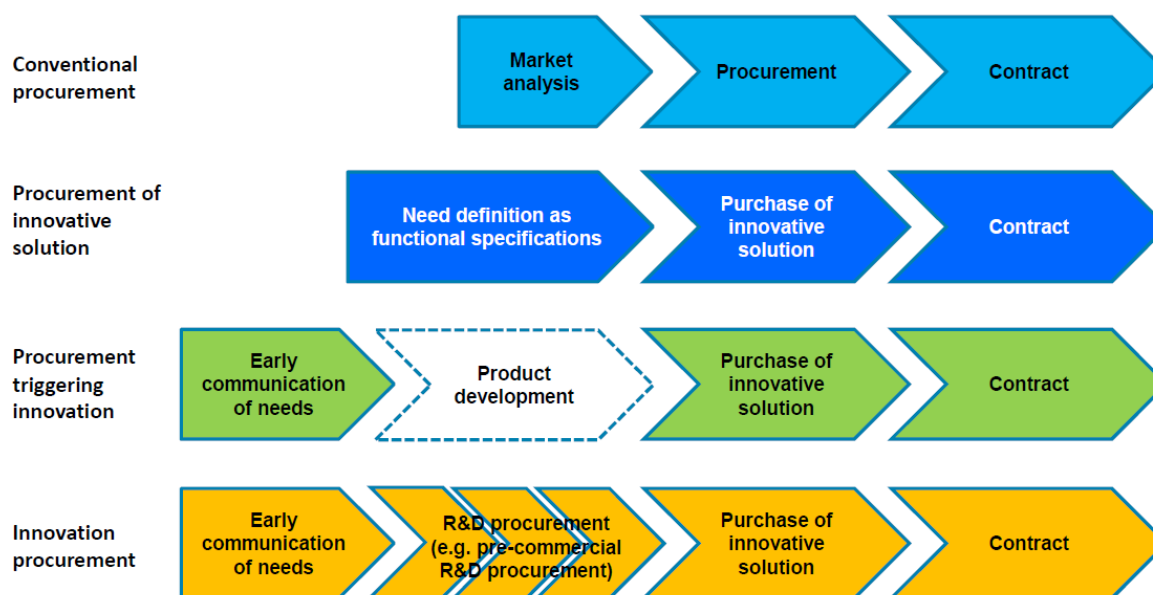 Conventional
procurement
Market
analysis
Procurement
Contract
Procurement of
innovative
solution
Need definition as
functional specifications
Purchase of
innovative
solution
Contract
Procurement
triggering
innovation
Early
communication
of needs
Product
development
Purchase of
innovative
solution
Contract
Innovation
procurement
Early
communication
of needs
R&D procurement
(e.g. pre-commercial
R&D procurement)
Purchase of
innovative
solution
Contract